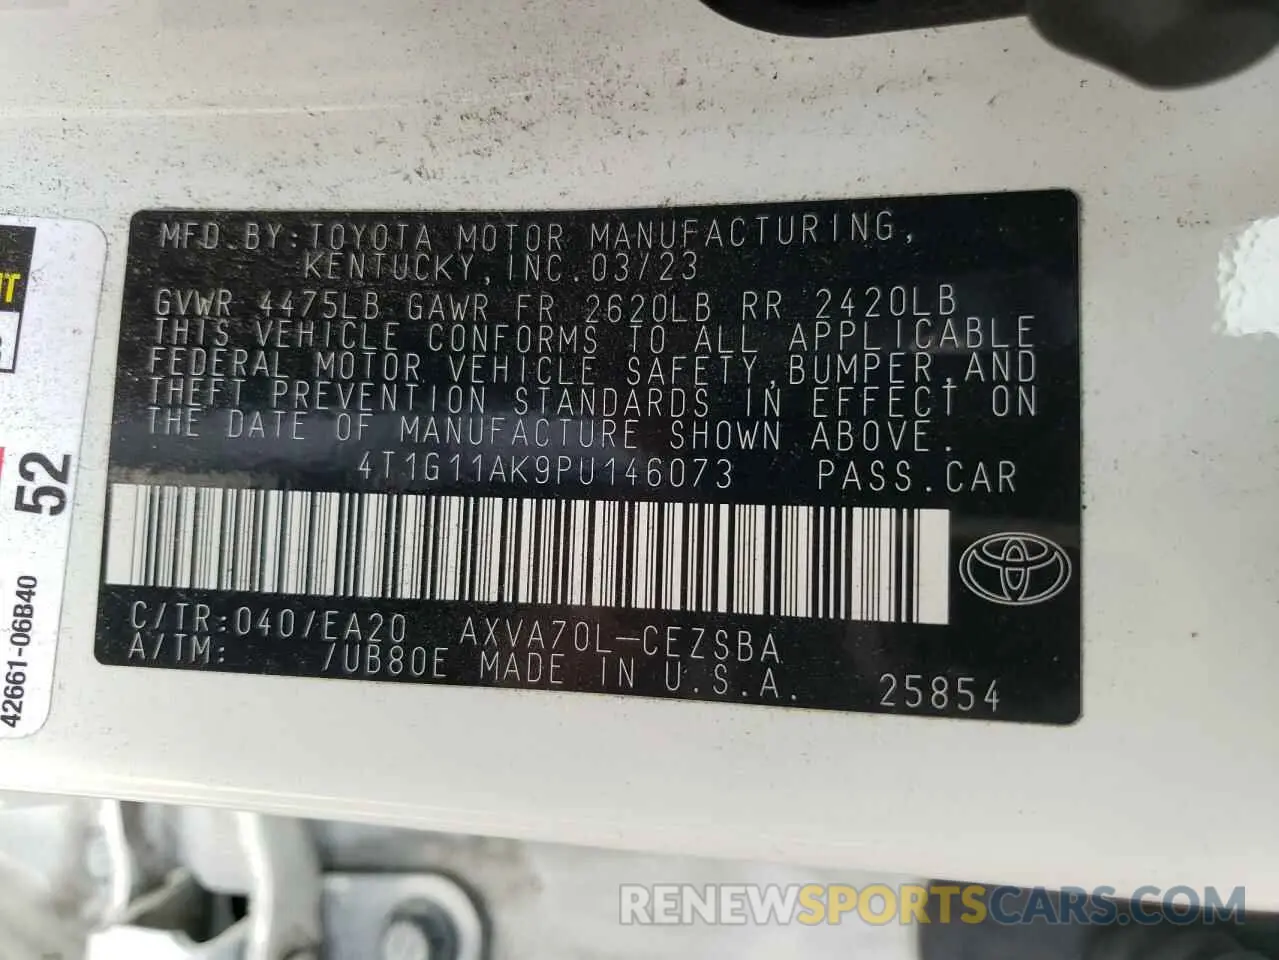 MFD.BY:TOYOTA MOTOR MANUFACTURING,
KENTUCKY,INC.03/23
GVWR 4475LB GAWR FR 2620LB RR 2420LB
THIS VEHICLE CONFORMS TO ALL APPLICABLE
FEDERAL MOTOR VEHICLE SAFETY,BUMPER,AND
THEFT PREVENTION STANDARDS IN EFFECT ON
THE DATE OF MANUFACTURE SHOWN ABOVE.
4T1G11AK9PU146073 PASS.CAR
C/TR:040/EA20 AXVA70L-CEZSBA
A/TM: /UB80E MADE IN U.S.A. 25854
52
42661-06B40
RENEWSPORTSCARS.COM